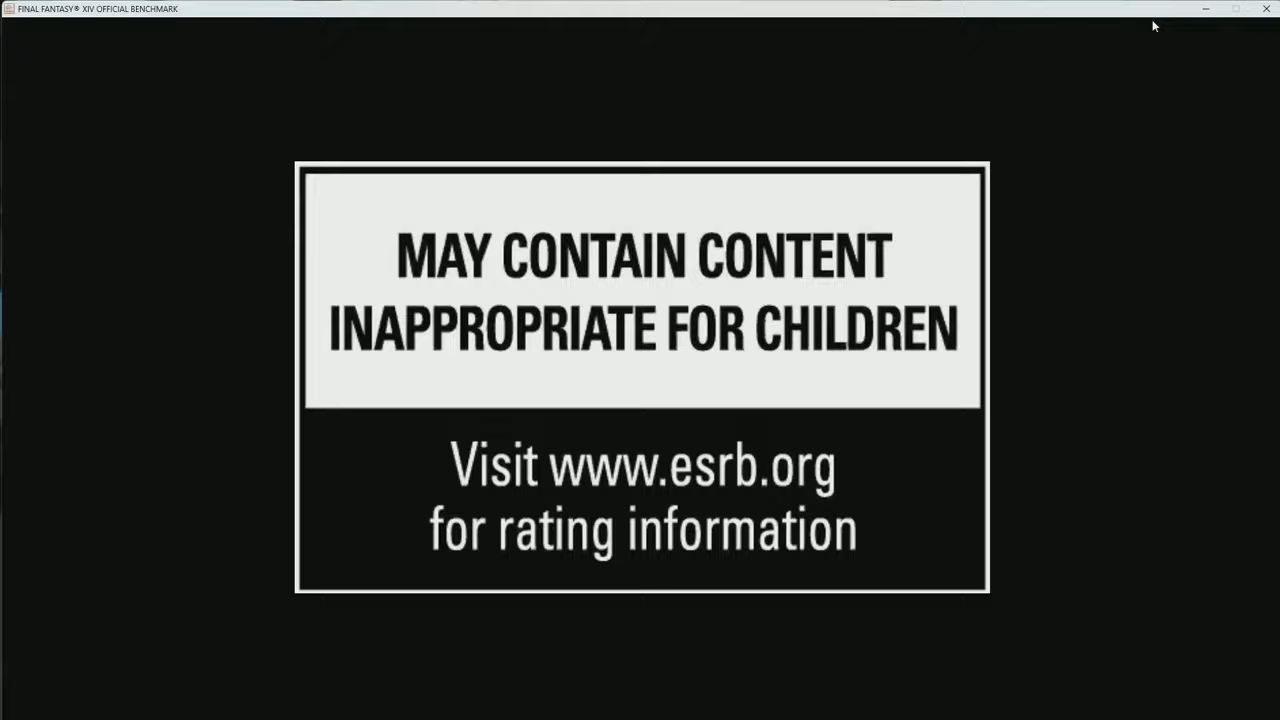 FINAL FANTASY® XIV OFFICIAL BENCHMARK
MAY CONTAIN CONTENT
INAPPROPRIATE FOR CHILDREN
Visit www.esrb.org
for rating information